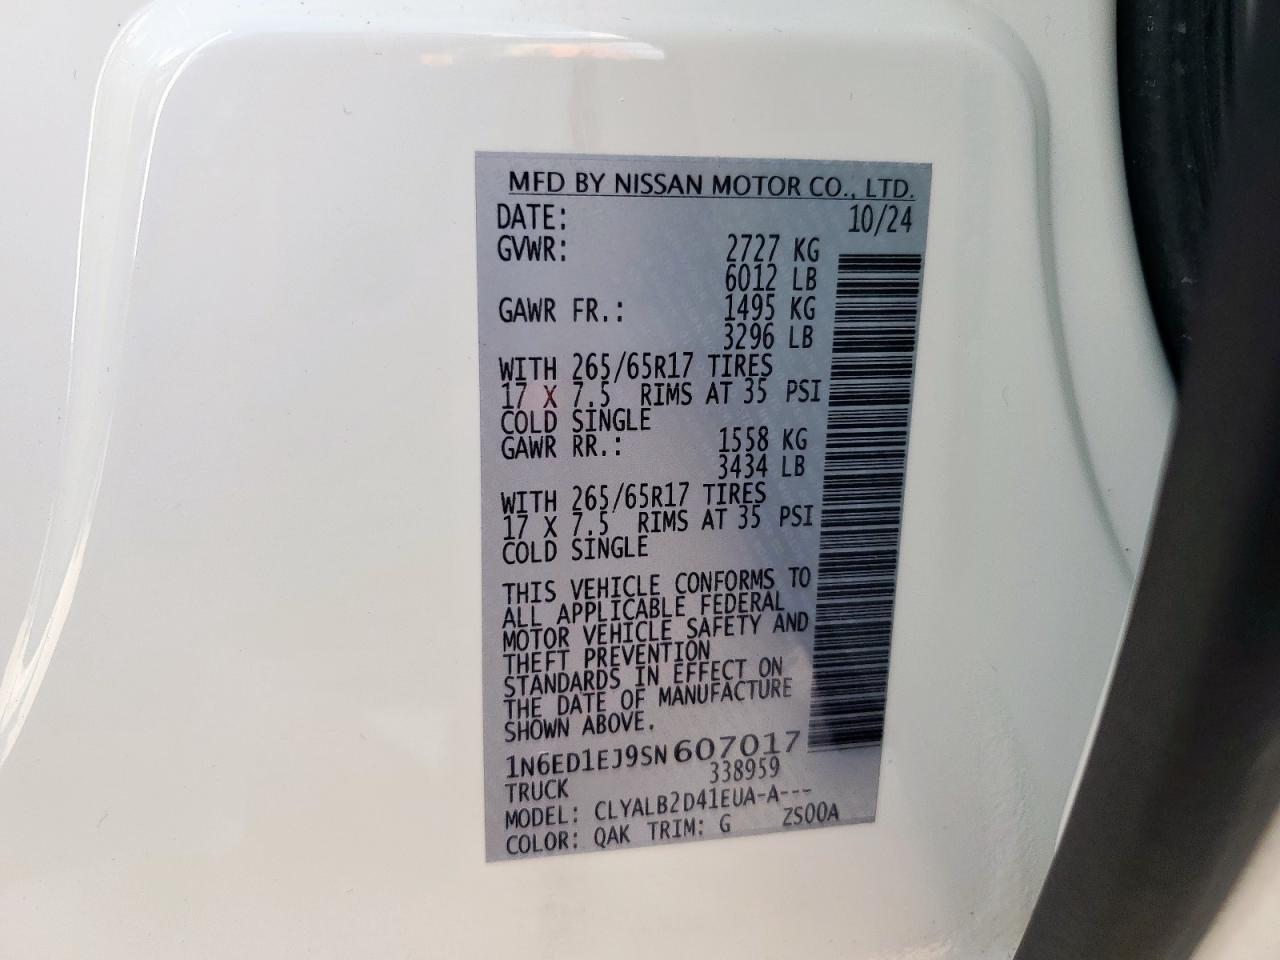 MFD BY NISSAN MOTOR CO., LTD.
DATE: 10/24
GVWR: 2727 KG
6012 LB
GAWR FR.: 1495 KG
3296 LB
WITH 265/65R17 TIRES
17 X 7.5 RIMS AT 35 PSI
COLD SINGLE
GAWR RR.: 1558 KG
3434 LB
WITH 265/65R17 TIRES
17 X 7.5 RIMS AT 35 PSI
COLD SINGLE
THIS VEHICLE CONFORMS TO
ALL APPLICABLE FEDERAL
MOTOR VEHICLE SAFETY AND
THEFT PREVENTION
STANDARDS IN EFFECT ON
THE DATE OF MANUFACTURE
SHOWN ABOVE.
1N6ED1EJ9SN607017
338959
TRUCK
MODEL: CLYALB2D41EUA-A---
COLOR: QAK TRIM: G ZS00A